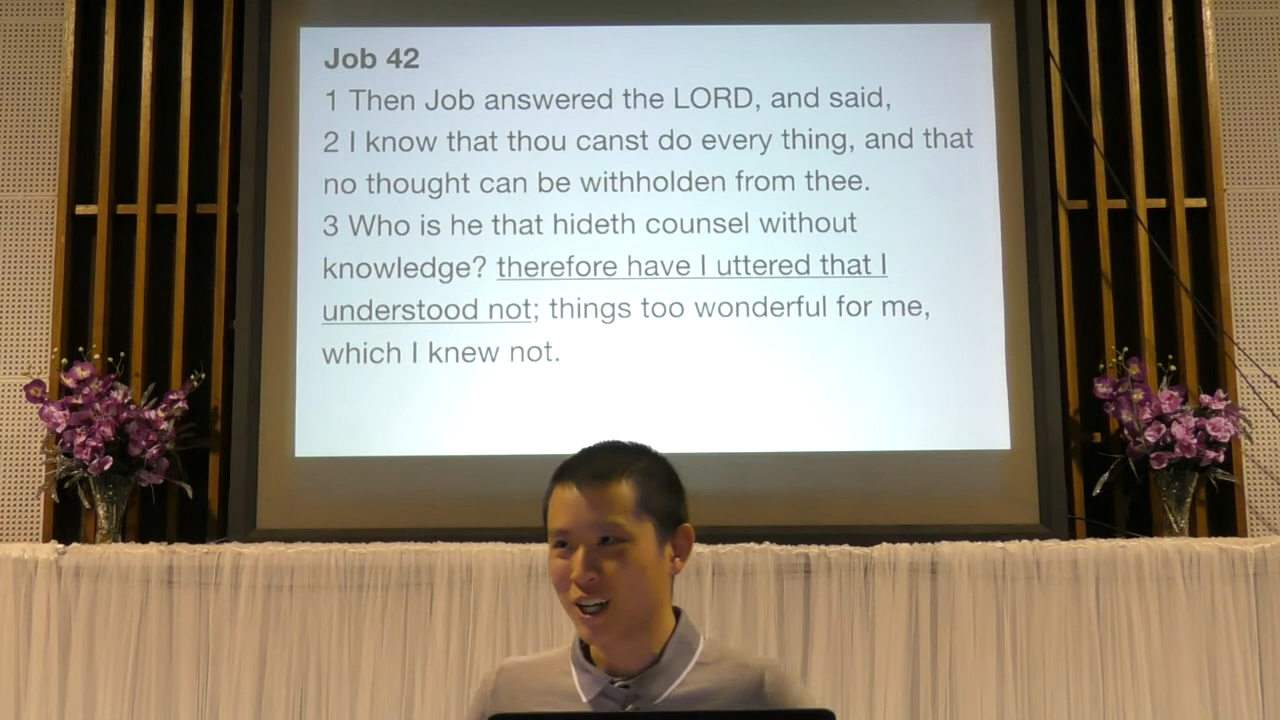 Job 42
1 Then Job answered the LORD, and said,
2 I know that thou canst do every thing, and that
no thought can be withholden from thee.
3 Who is he that hideth counsel without
knowledge? therefore have I uttered that I
understood not; things too wonderful for me,
which I knew not.